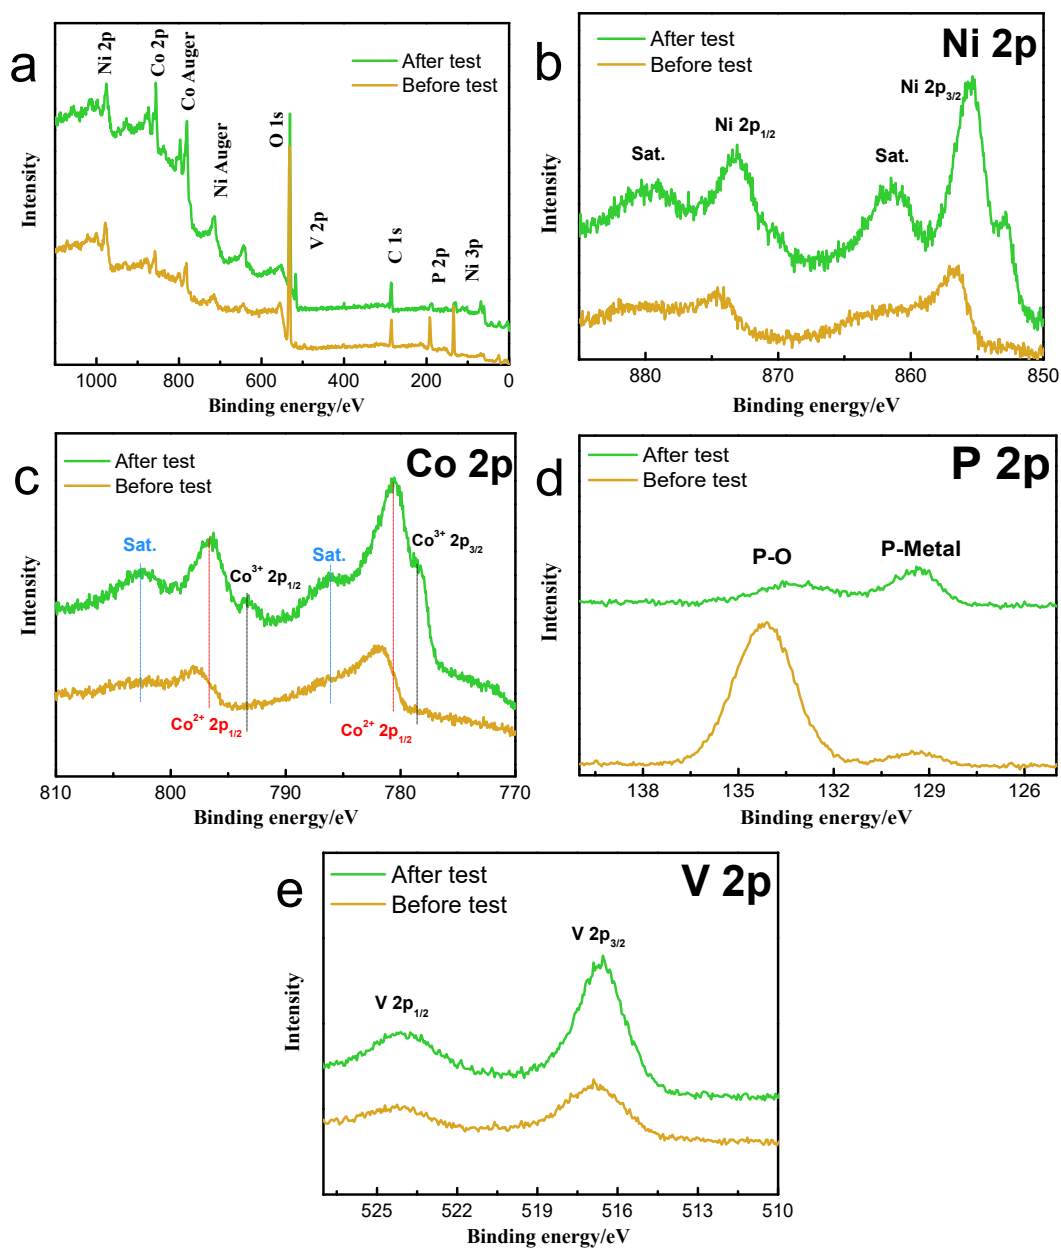 a
After test
Before test
Ni 2p
Co 2p
Co Auger
Ni Auger
O 1s
V 2p
C 1s
P 2p
Ni 3p
Intensity
1000 800 600 400 200 0
Binding energy/eV
b
After test
Before test
Ni 2p
Ni 2p3/2
Ni 2p1/2
Sat.
Sat.
Intensity
880 870 860 850
Binding energy/eV
c
After test
Before test
Co 2p
Sat.
Co3+ 2p1/2
Sat.
Co3+ 2p3/2
Co2+ 2p1/2
Co2+ 2p1/2
Intensity
810 800 790 780 770
Binding energy/eV
d
After test
Before test
P 2p
P-O
P-Metal
Intensity
138 135 132 129 126
Binding energy/eV
e
After test
Before test
V 2p
V 2p3/2
V 2p1/2
Intensity
525 522 519 516 513 510
Binding energy/eV